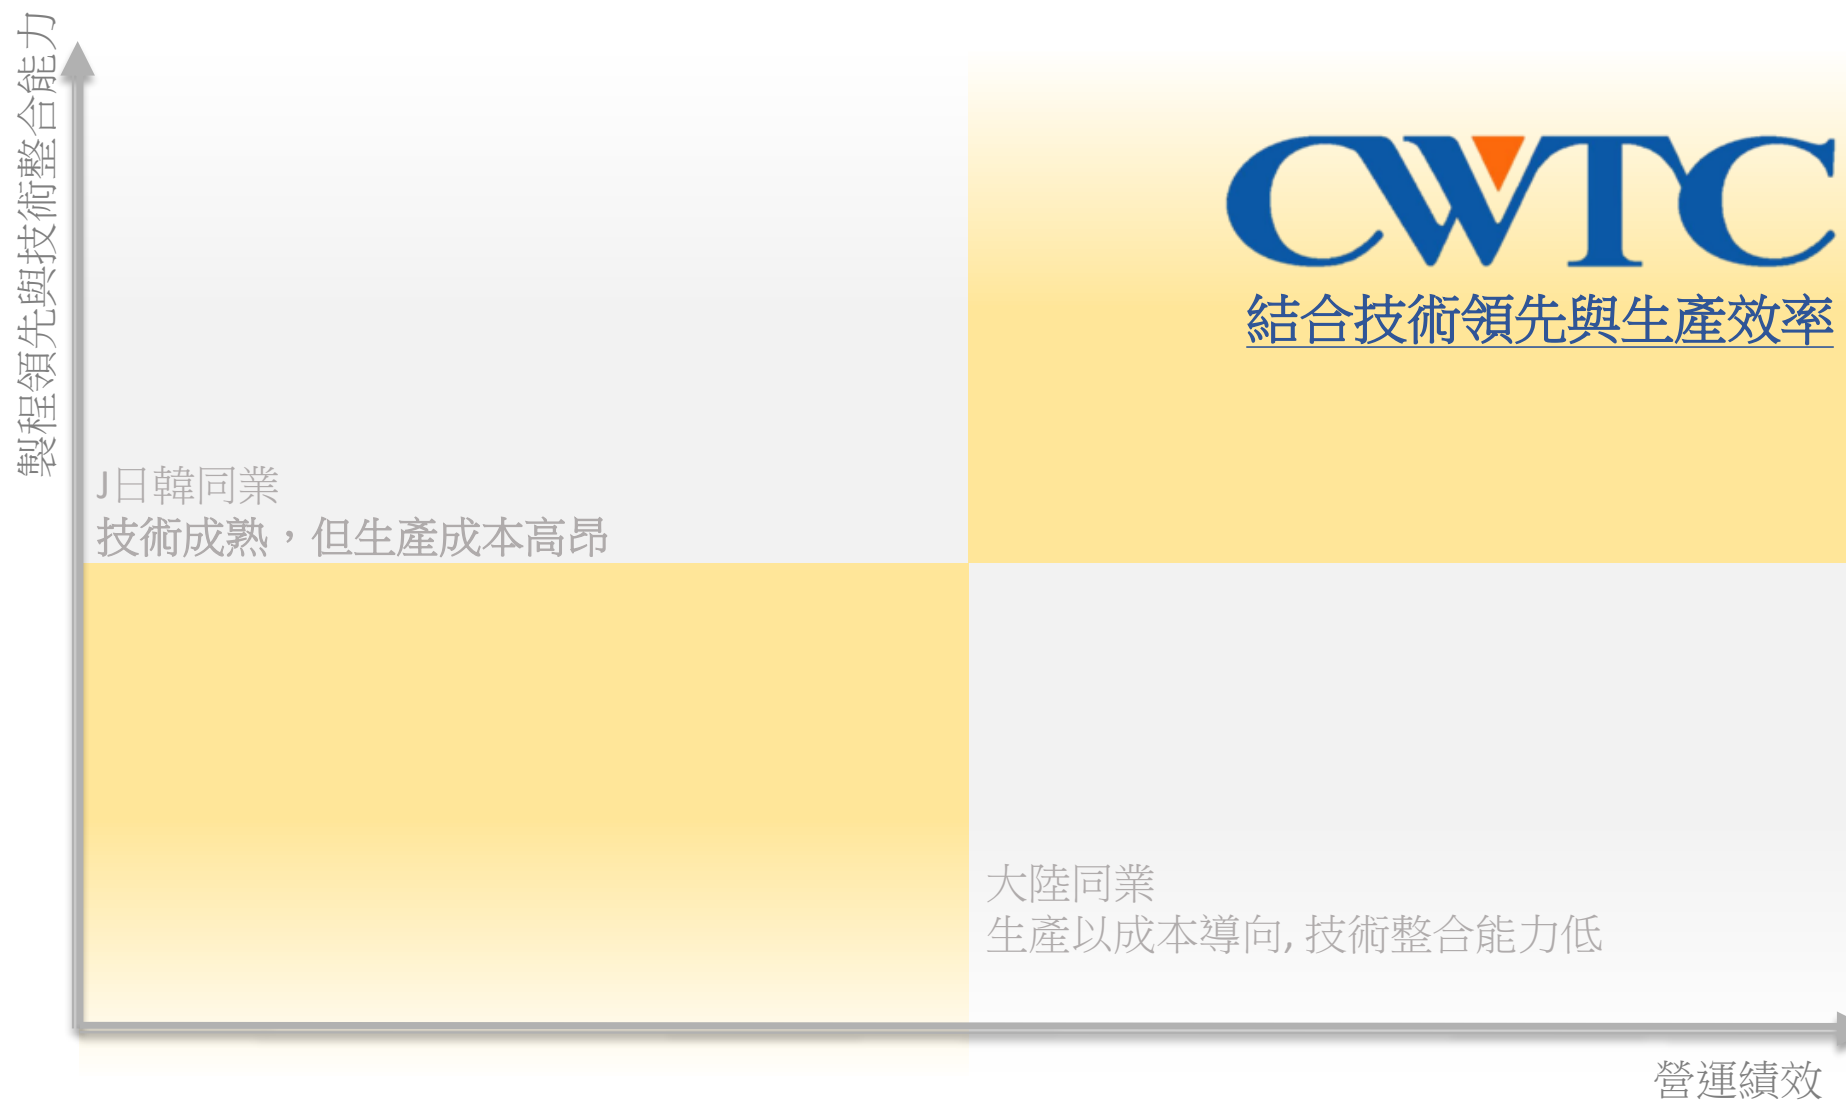 製程領先與技術整合能力
CWTC
結合技術領先與生產效率
J日韓同業
技術成熟，但生產成本高昂
大陸同業
生產以成本導向, 技術整合能力低
營運績效